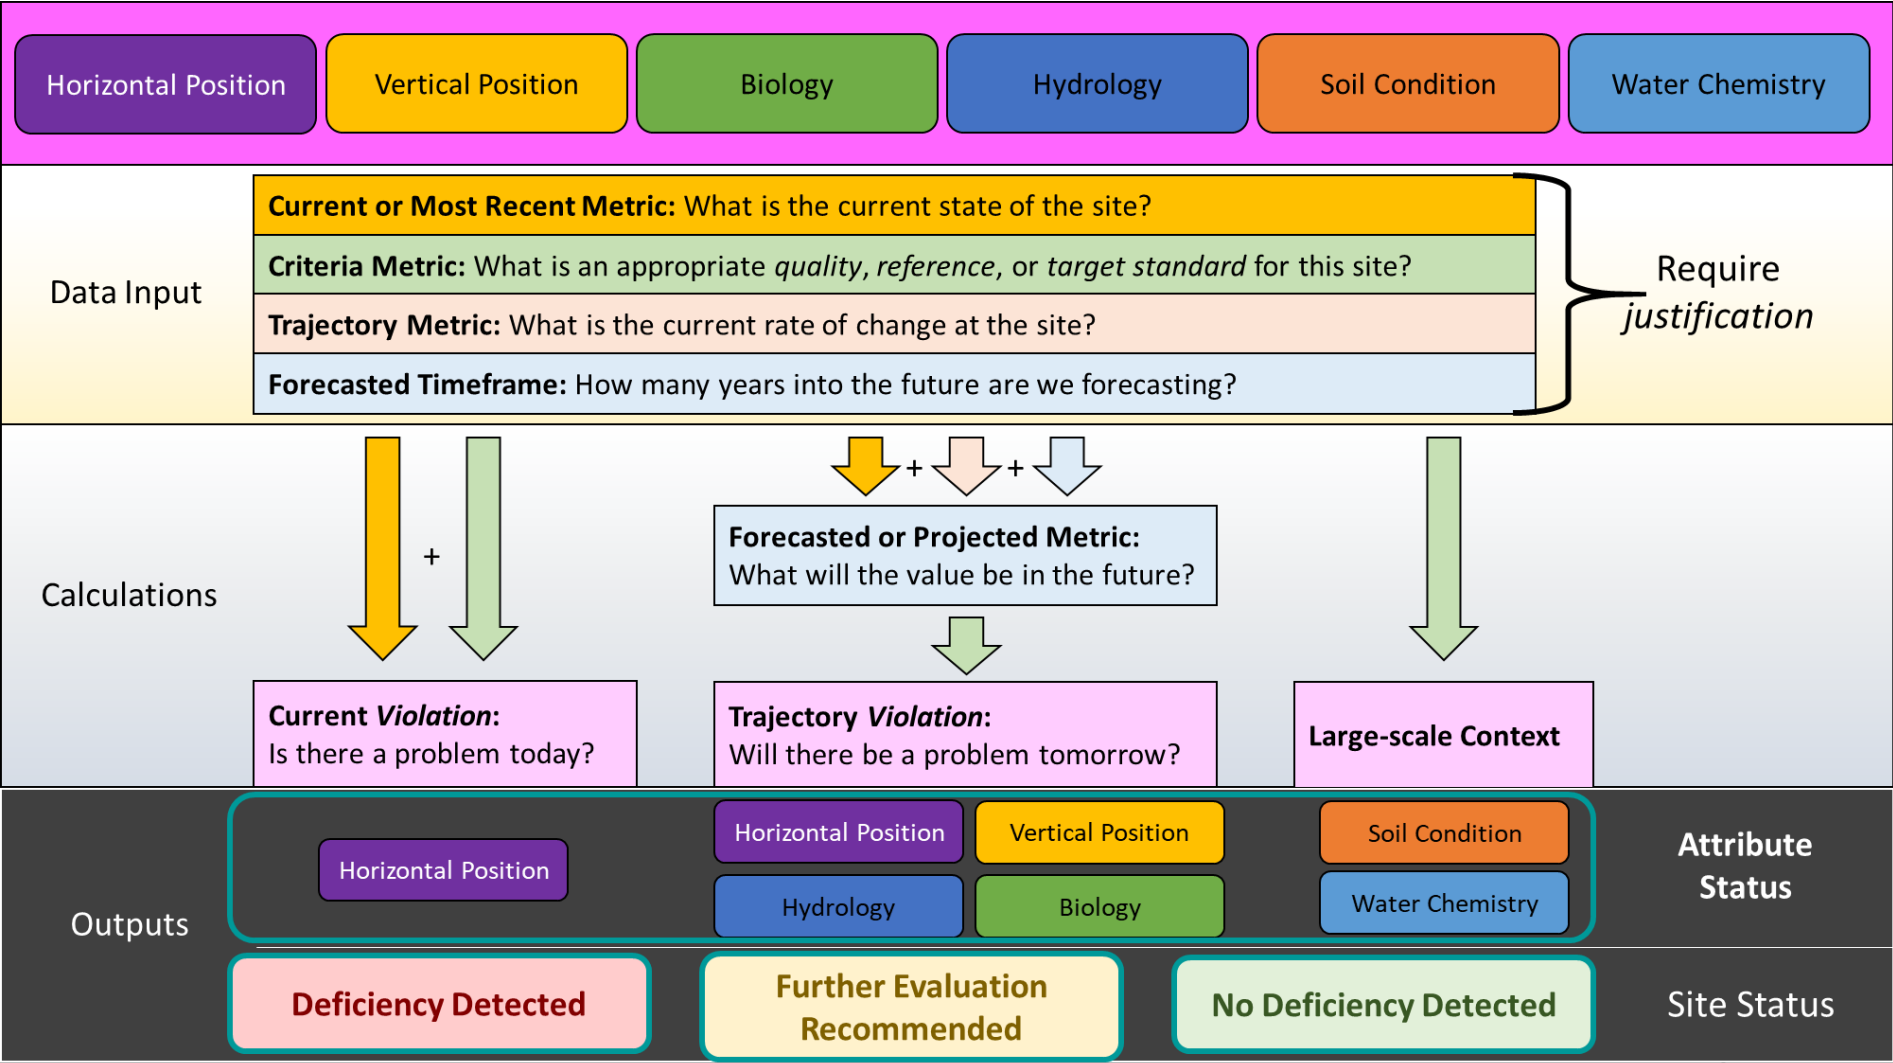 Horizontal Position
Vertical Position
Biology
Hydrology
Soil Condition
Water Chemistry
Data Input
Current or Most Recent Metric: What is the current state of the site?
Criteria Metric: What is an appropriate quality, reference, or target standard for this site?
Trajectory Metric: What is the current rate of change at the site?
Forecasted Timeframe: How many years into the future are we forecasting?
Require
justification
Calculations
+
+
+
Forecasted or Projected Metric:
What will the value be in the future?
Current Violation:
Is there a problem today?
Trajectory Violation:
Will there be a problem tomorrow?
Large-scale Context
Outputs
Horizontal Position
Horizontal Position
Vertical Position
Hydrology
Biology
Soil Condition
Water Chemistry
Attribute
Status
Deficiency Detected
Further Evaluation
Recommended
No Deficiency Detected
Site Status